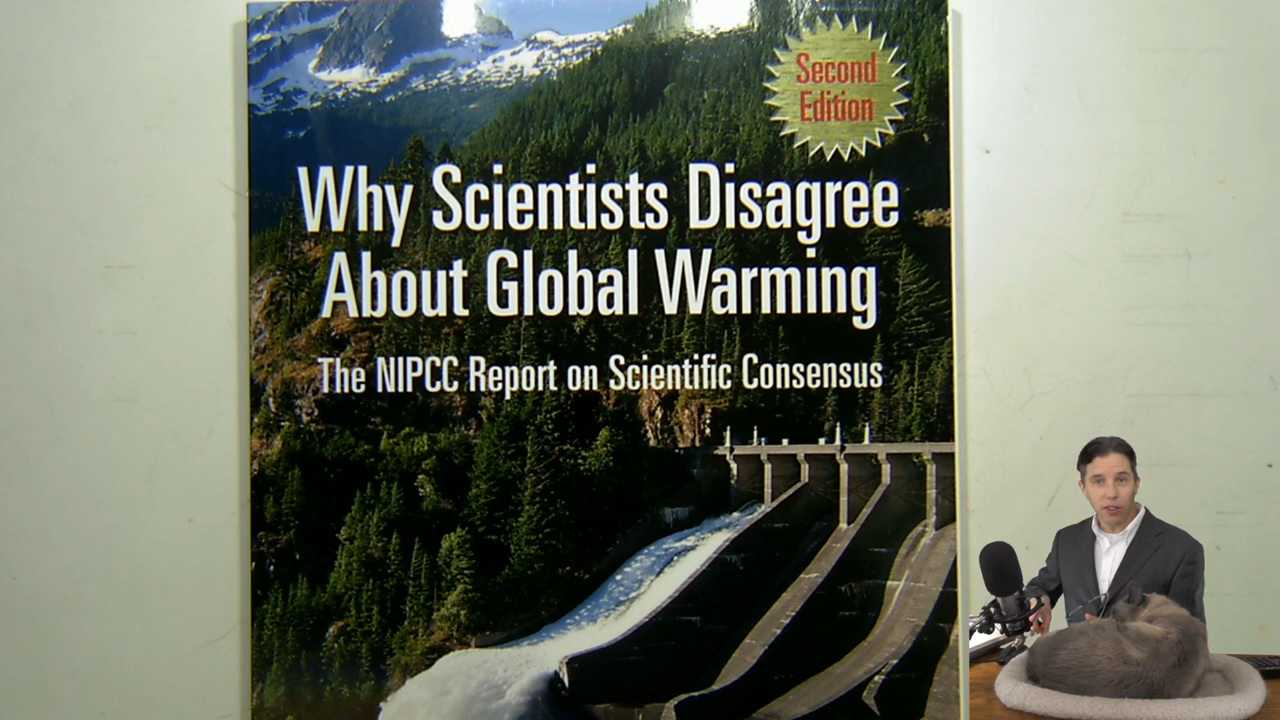 Second
Edition
Why Scientists Disagree
About Global Warming
The NIPCC Report on Scientific Consensus